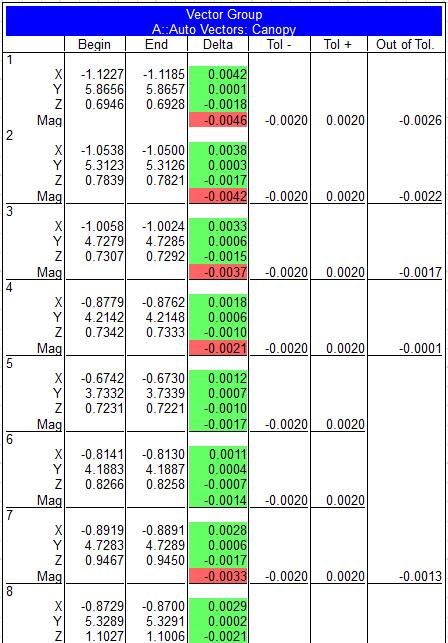 Vector Group
A::Auto Vectors: Canopy
Begin End Delta Tol - Tol + Out of Tol.
1
X -1.1227 -1.1185 0.0042
Y 5.8656 5.8657 0.0001
Z 0.6946 0.6928 -0.0018
Mag -0.0046 -0.0020 0.0020 -0.0026
2
X -1.0538 -1.0500 0.0038
Y 5.3123 5.3126 0.0003
Z 0.7839 0.7821 -0.0017
Mag -0.0042 -0.0020 0.0020 -0.0022
3
X -1.0058 -1.0024 0.0033
Y 4.7279 4.7285 0.0006
Z 0.7307 0.7292 -0.0015
Mag -0.0037 -0.0020 0.0020 -0.0017
4
X -0.8779 -0.8762 0.0018
Y 4.2142 4.2148 0.0006
Z 0.7342 0.7333 -0.0010
Mag -0.0021 -0.0020 0.0020 -0.0001
5
X -0.6742 -0.6730 0.0012
Y 3.7332 3.7339 0.0007
Z 0.7231 0.7221 -0.0010
Mag -0.0017 -0.0020 0.0020
6
X -0.8141 -0.8130 0.0011
Y 4.1883 4.1887 0.0004
Z 0.8266 0.8258 -0.0007
Mag -0.0014 -0.0020 0.0020
7
X -0.8919 -0.8891 0.0028
Y 4.7283 4.7289 0.0006
Z 0.9467 0.9450 -0.0017
Mag -0.0033 -0.0020 0.0020 -0.0013
8
X -0.8729 -0.8700 0.0029
Y 5.3289 5.3291 0.0002
Z 1.1027 1.1006 -0.0021